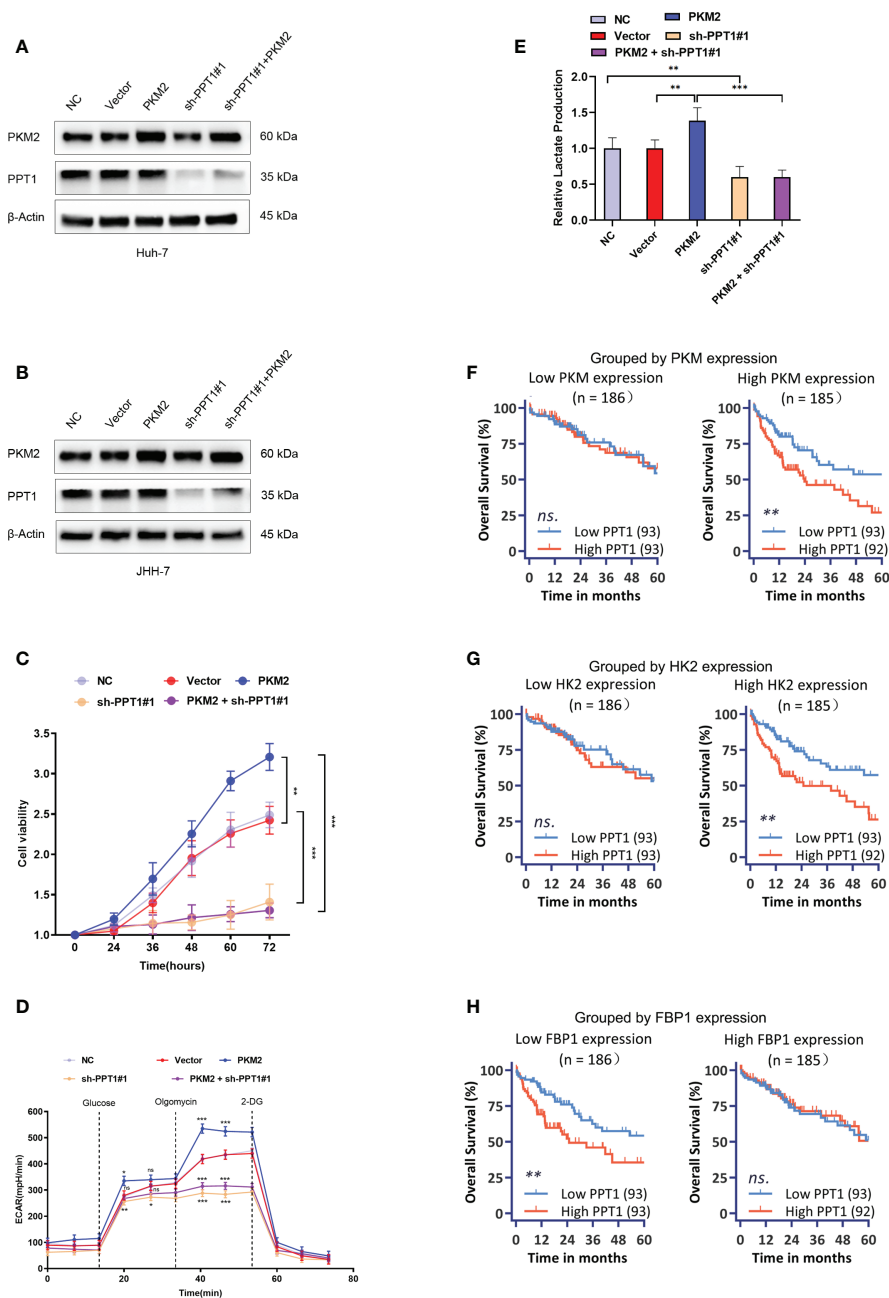 A
NC
Vector
PKM2
sh-PPT1#1
sh-PPT1#1+PKM2
PKM2
60 kDa
PPT1
35 kDa
β-Actin
45 kDa
Huh-7
B
NC
Vector
PKM2
sh-PPT1#1
sh-PPT1#1+PKM2
PKM2
60 kDa
PPT1
35 kDa
β-Actin
45 kDa
JHH-7
C
NC Vector PKM2
sh-PPT1#1 PKM2 + sh-PPT1#1
Cell viability
3.5
3.0
2.5
2.0
1.5
1.0
0 24 36 48 60 72
Time(hours)
**
***
***
D
NC Vector PKM2
sh-PPT1#1 PKM2 + sh-PPT1#1
Glucose Olgomycin 2-DG
ECAR(mpH/min)
600
500
400
300
200
100
0
* ns *** ***
ns ns *** ***
** * *** ***
0 20 40 60 80
Time(min)
E
NC PKM2
Vector sh-PPT1#1
PKM2 + sh-PPT1#1
Relative Lactate Production
2.0
1.5
1.0
0.5
0.0
**
** ***
NC
Vector
PKM2
sh-PPT1#1
PKM2 + sh-PPT1#1
F
Grouped by PKM expression
Low PKM expression
(n = 186)
Overall Survival (%)
100
75
50
25
0
ns.
Low PPT1 (93)
High PPT1 (93)
0 12 24 36 48 60
Time in months
High PKM expression
(n = 185)
Overall Survival (%)
100
75
50
25
0
**
Low PPT1 (93)
High PPT1 (92)
0 12 24 36 48 60
Time in months
G
Grouped by HK2 expression
Low HK2 expression
(n = 186)
Overall Survival (%)
100
75
50
25
0
ns.
Low PPT1 (93)
High PPT1 (93)
0 12 24 36 48 60
Time in months
High HK2 expression
(n = 185)
Overall Survival (%)
100
75
50
25
0
**
Low PPT1 (93)
High PPT1 (92)
0 12 24 36 48 60
Time in months
H
Grouped by FBP1 expression
Low FBP1 expression
(n = 186)
Overall Survival (%)
100
75
50
25
0
**
Low PPT1 (93)
High PPT1 (93)
0 12 24 36 48 60
Time in months
High FBP1 expression
(n = 185)
Overall Survival (%)
100
75
50
25
0
ns.
Low PPT1 (93)
High PPT1 (92)
0 12 24 36 48 60
Time in months